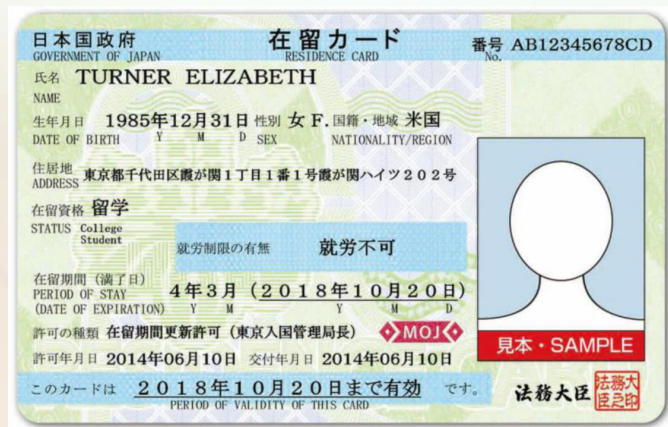 日本国政府 在留カード 番号 AB12345678CD
GOVERNMENT OF JAPAN RESIDENCE CARD No.
氏名 TURNER ELIZABETH
NAME
生年月日 1985年12月31日 性別 女 F. 国籍・地域 米国
DATE OF BIRTH Y M D SEX NATIONALITY/REGION
住居地
ADDRESS 東京都千代田区霞が関1丁目1番1号霞が関ハイツ202号
在留資格 留学
STATUS College
Student
就労制限の有無 就労不可
在留期間(満了日)
PERIOD OF STAY 4年3月(2018年10月20日)
(DATE OF EXPIRATION) Y M Y M D
許可の種類 在留期間更新許可(東京入国管理局長) MOJ
見本・SAMPLE
許可年月日 2014年06月10日 交付年月日 2014年06月10日
このカードは 2018年10月20日まで有効 です。
PERIOD OF VALIDITY OF THIS CARD
法務大臣 法務大臣之印